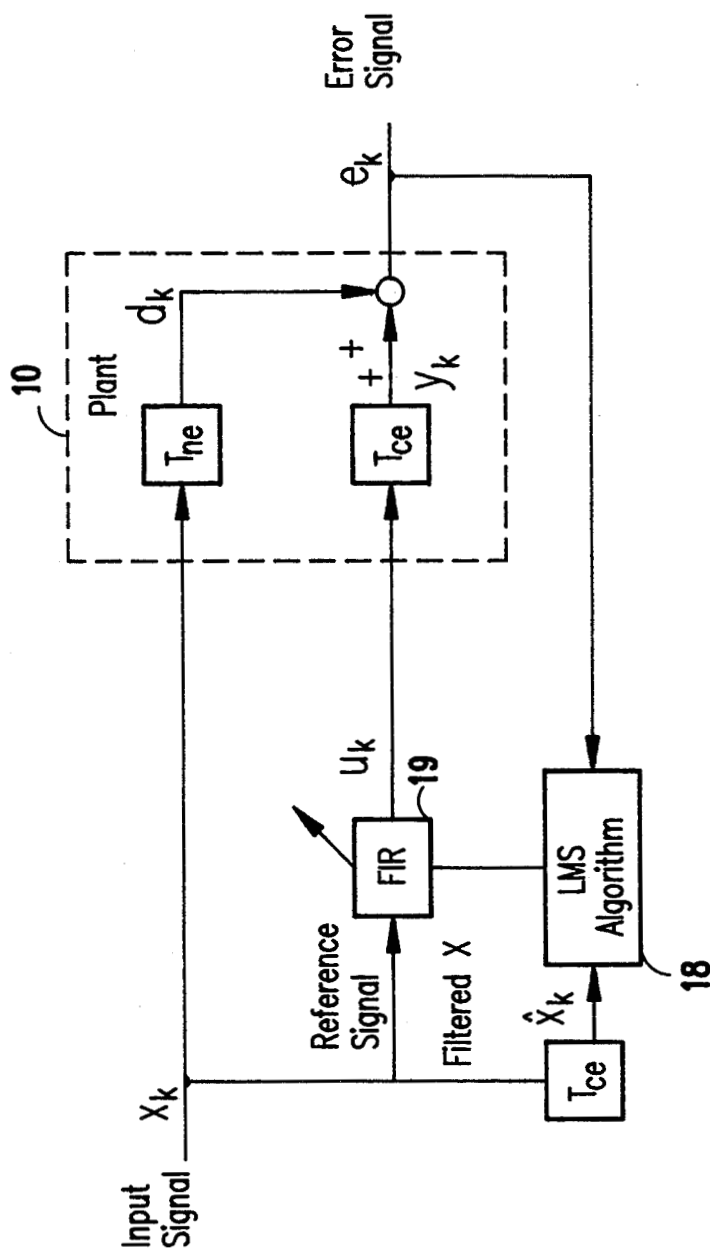 10
Plant
Input
Signal
x_k
T_ne
d_k
e_k
Error
Signal
Reference
Signal
FIR
19
u_k
T_ce
+
+
y_k
Filtered X
T_ce
x̂_k
LMS
Algorithm
18